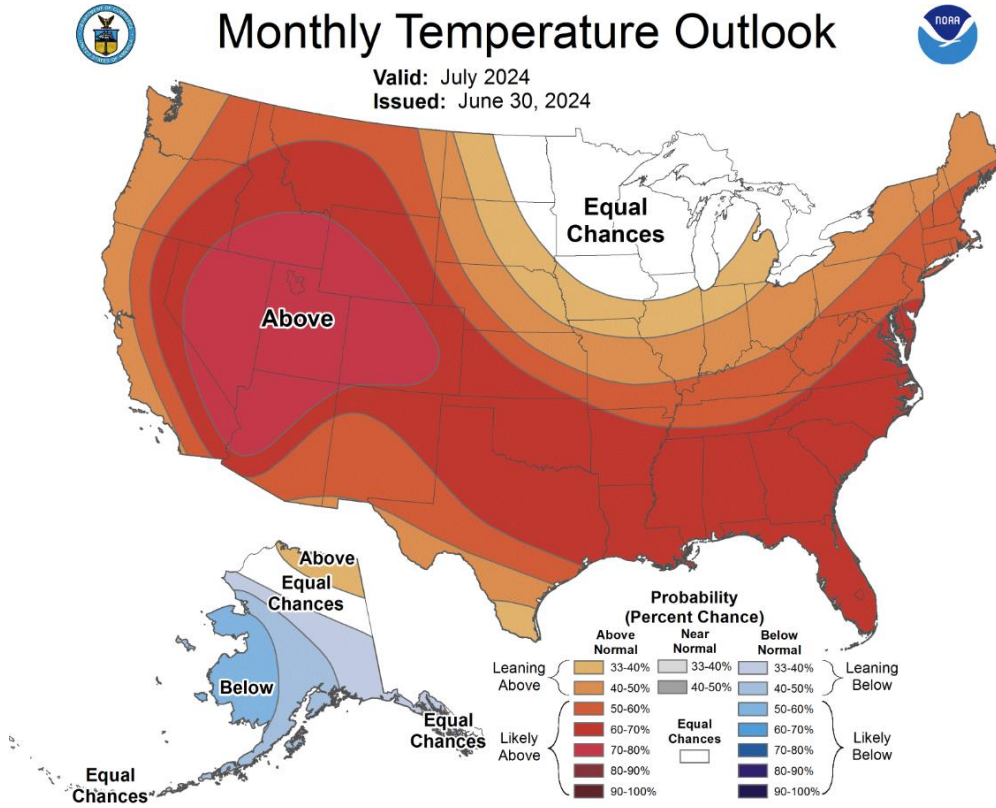 Monthly Temperature Outlook
NOAA
Valid: July 2024
Issued: June 30, 2024
Equal
Chances
Above
Above
Equal
Chances
Below
Equal
Chances
Equal
Chances
Probability
(Percent Chance)
Above
Normal
Near
Normal
Below
Normal
Leaning
Above
33-40%
40-50%
33-40%
40-50%
33-40%
40-50%
Leaning
Below
Likely
Above
50-60%
60-70%
70-80%
80-90%
90-100%
Equal
Chances
50-60%
60-70%
70-80%
80-90%
90-100%
Likely
Below